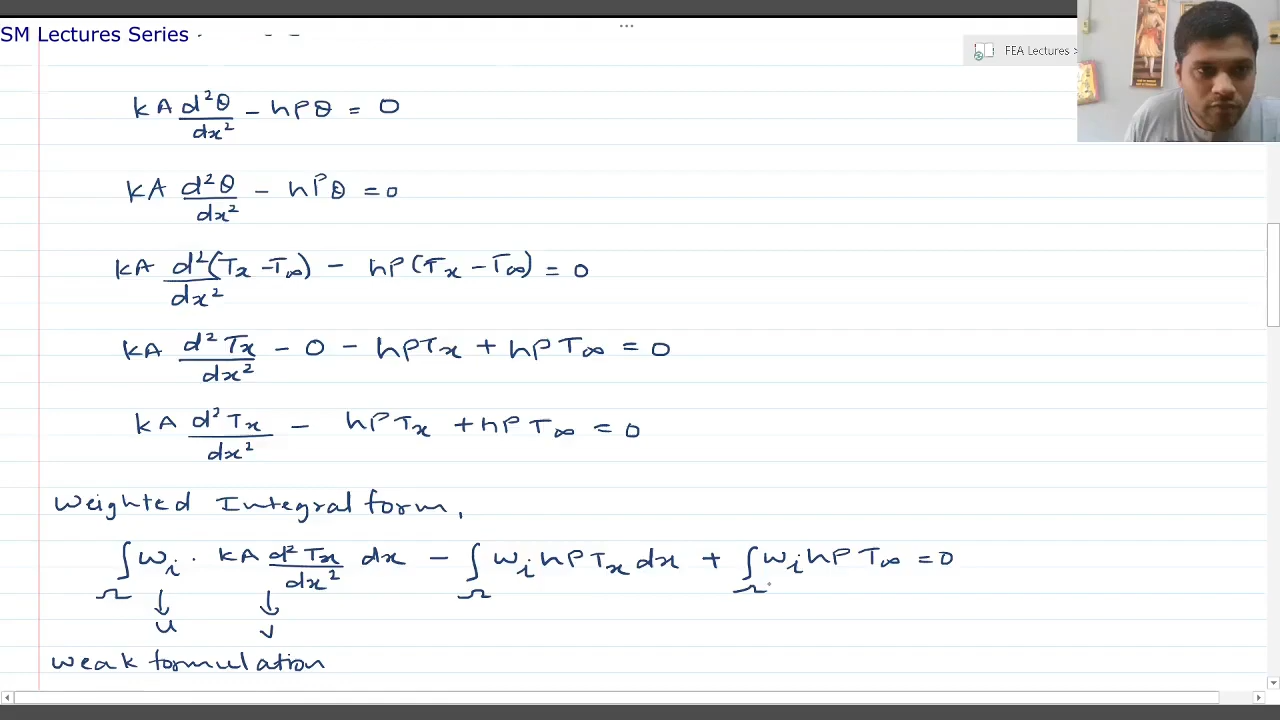 SM Lectures Series
FEA Lectures >
kA d²θ/dx² - hPθ = 0
kA d²θ/dx² - hPθ = 0
kA d²(Tx - T∞)/dx² - hP(Tx - T∞) = 0
kA d²Tx/dx² - 0 - hPTx + hPT∞ = 0
kA d²Tx/dx² - hPTx + hPT∞ = 0
Weighted Integral form,
∫Ω wi · kA d²Tx/dx² dx - ∫Ω wi hPTx dx + ∫Ω wi hPT∞ = 0
↓ ↓
u v
weak formulation